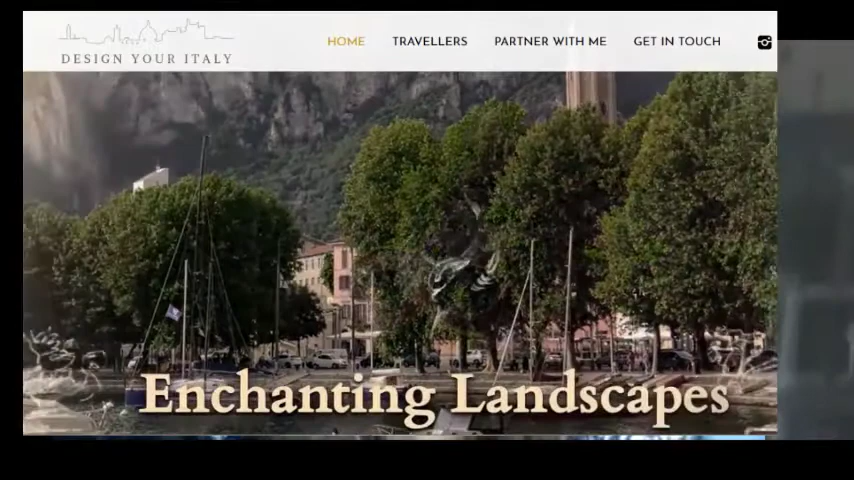 HOME TRAVELLERS PARTNER WITH ME GET IN TOUCH
DESIGN YOUR ITALY
Enchanting Landscapes